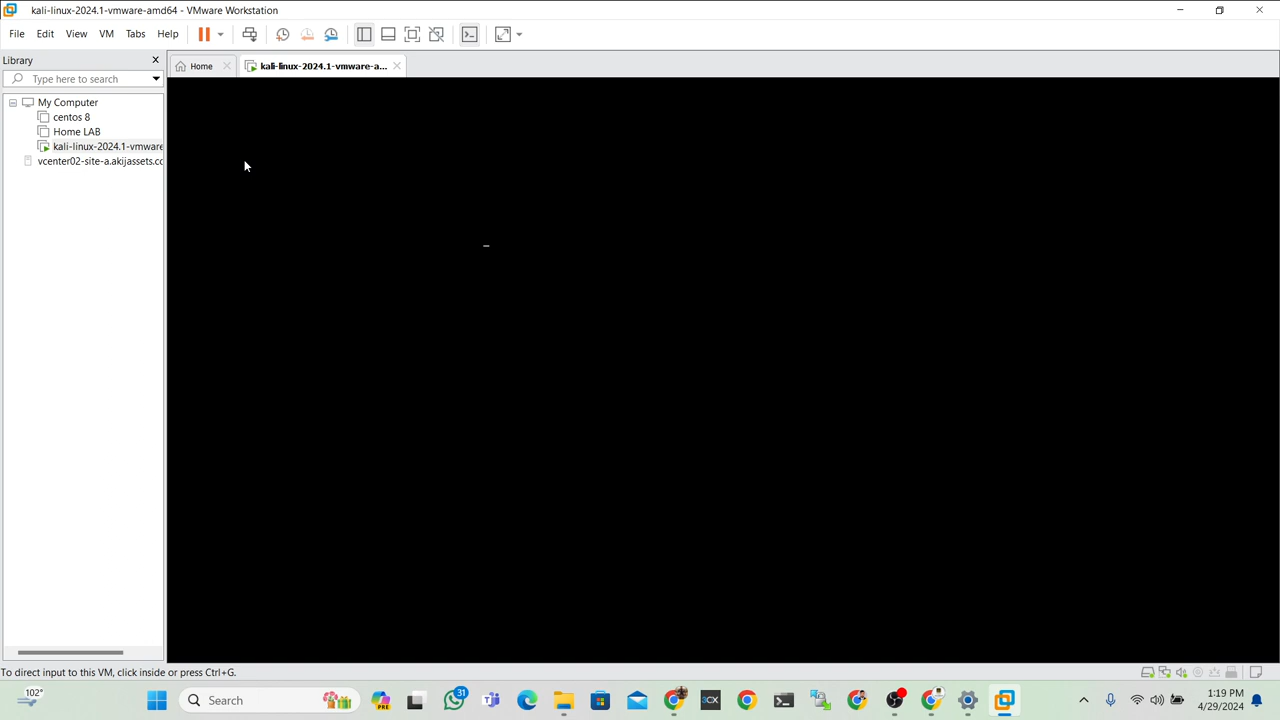 kali-linux-2024.1-vmware-amd64 - VMware Workstation
File Edit View VM Tabs Help
Library
Home kali-linux-2024.1-vmware-a...
Type here to search
My Computer
centos 8
Home LAB
kali-linux-2024.1-vmware
vcenter02-site-a.akijassets.cc
To direct input to this VM, click inside or press Ctrl+G.
102°
Search
PRE
31
3CX
1:19 PM
4/29/2024